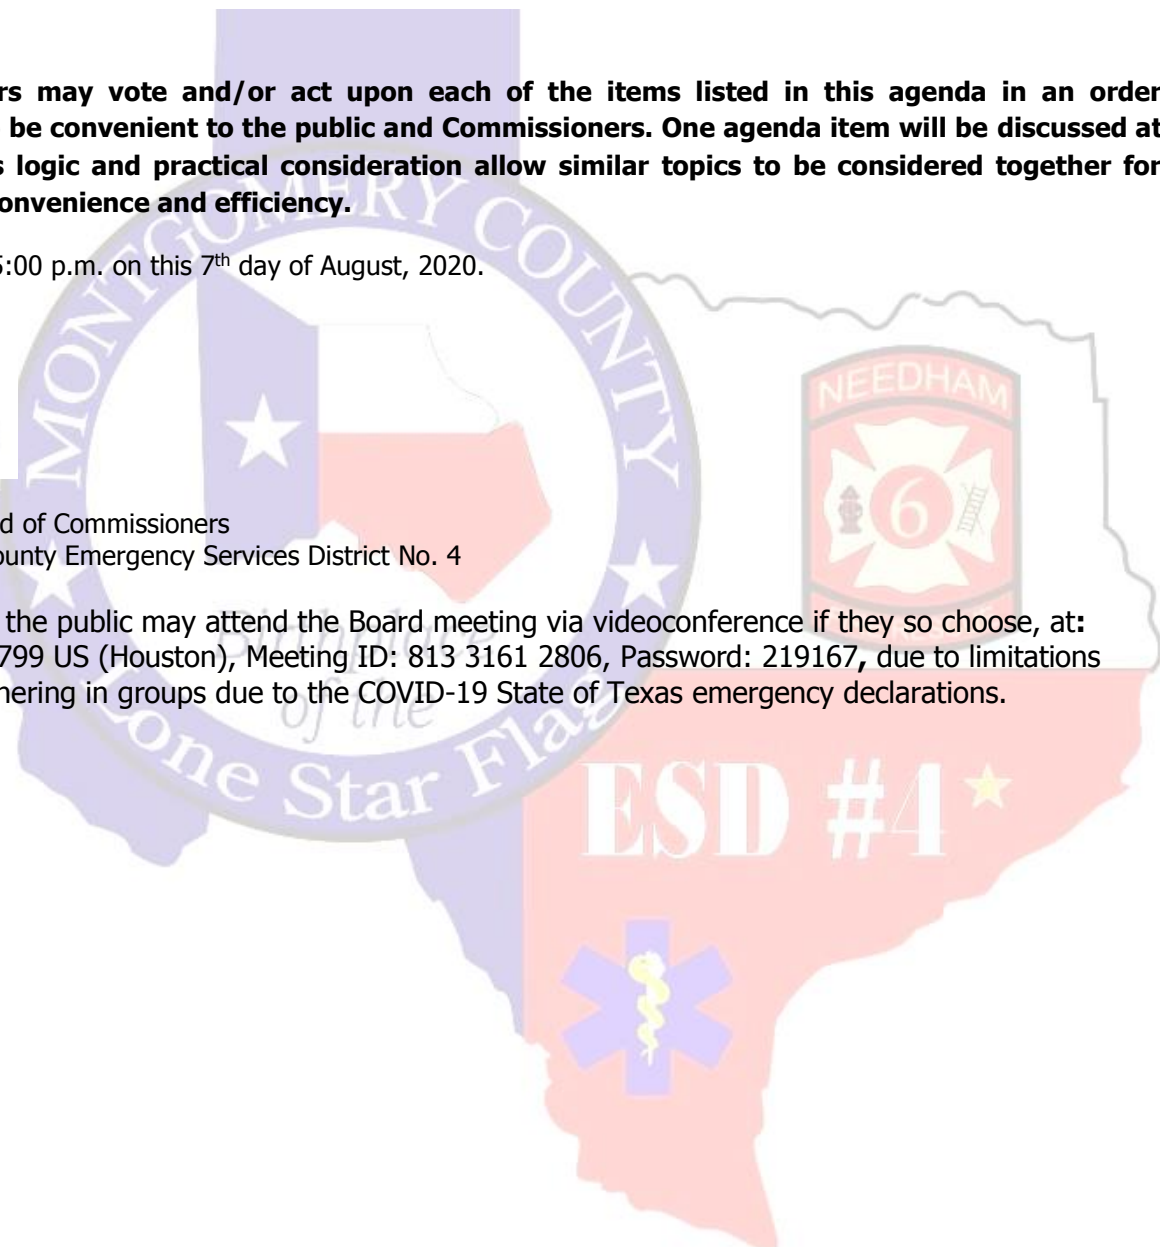 rs may vote and/or act upon each of the items listed in this agenda in an order
be convenient to the public and Commissioners. One agenda item will be discussed at
s logic and practical consideration allow similar topics to be considered together for
onvenience and efficiency.
5:00 p.m. on this 7th day of August, 2020.
MONTGOMERY COUNTY
NEEDHAM
6
d of Commissioners
ounty Emergency Services District No. 4
the public may attend the Board meeting via videoconference if they so choose, at:
799 US (Houston), Meeting ID: 813 3161 2806, Password: 219167, due to limitations
hering in groups due to the COVID-19 State of Texas emergency declarations.
Birthplace
of the
Lone Star Flag
ESD #4